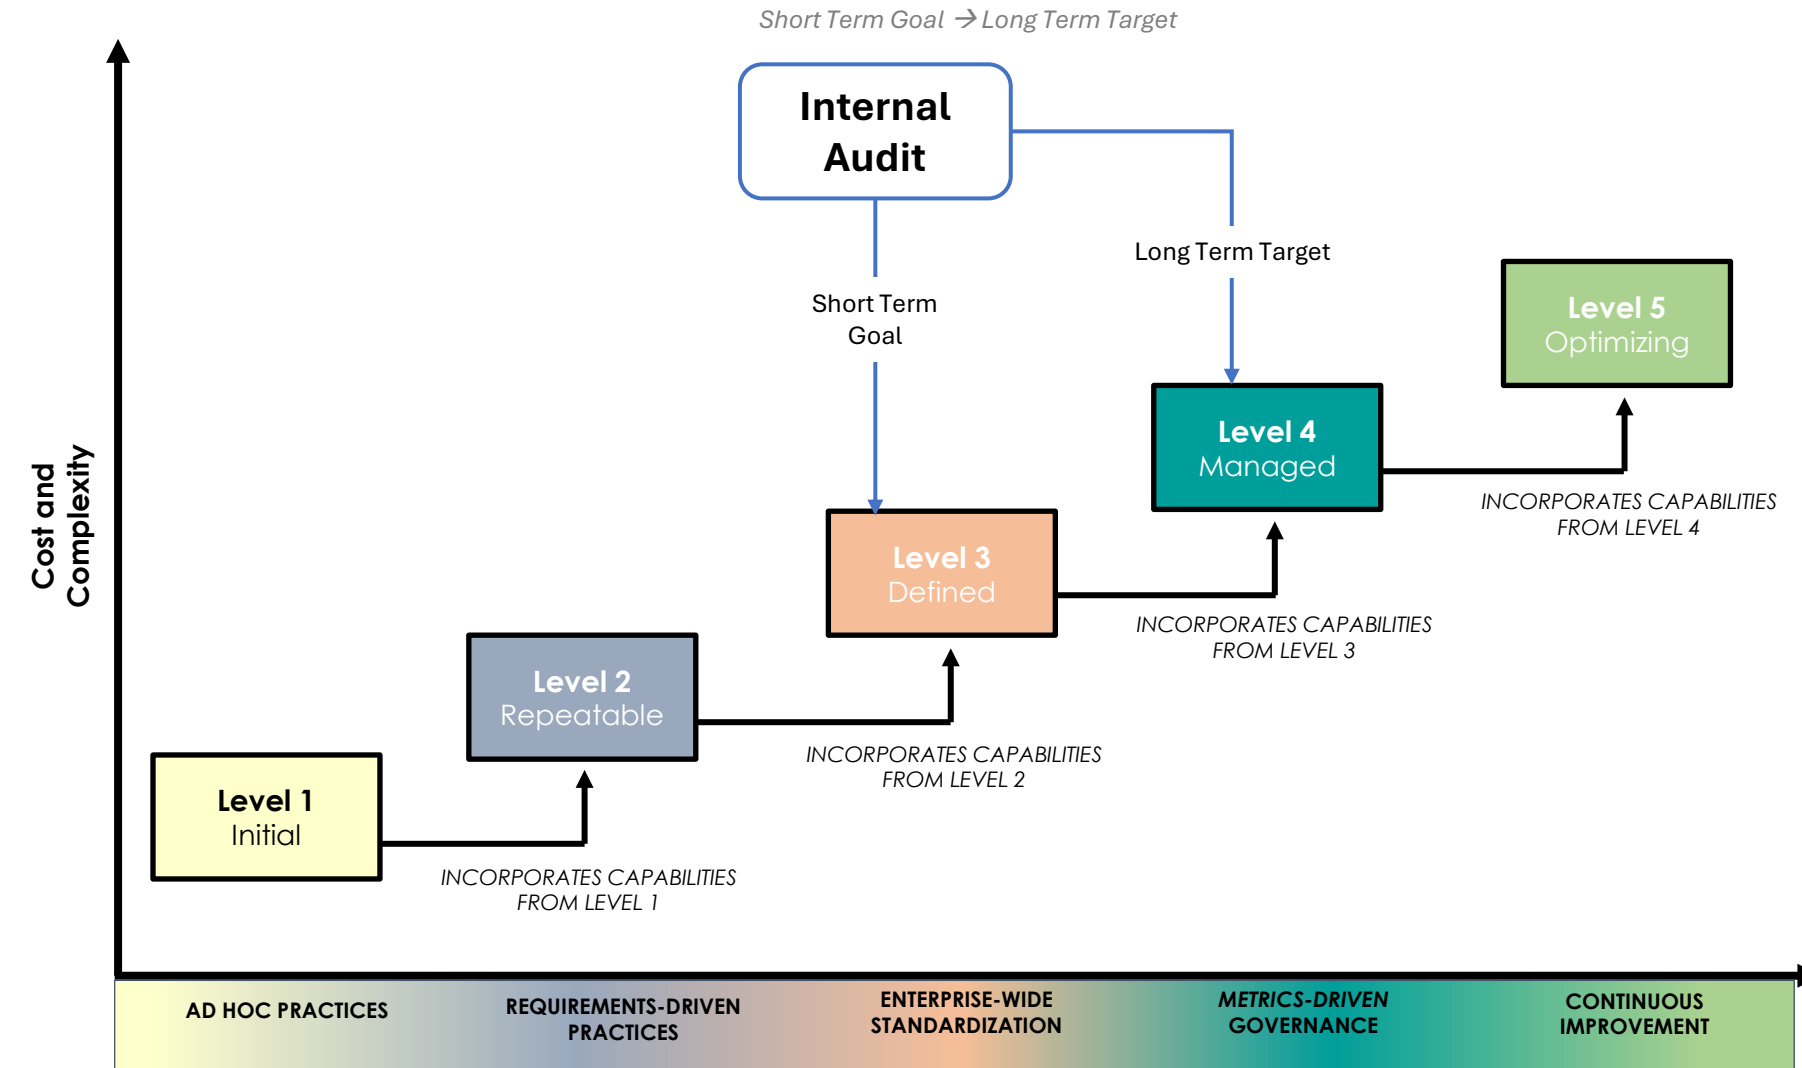 Short Term Goal → Long Term Target
Internal
Audit
Long Term Target
Short Term
Goal
Level 5
Optimizing
Level 4
Managed
INCORPORATES CAPABILITIES
FROM LEVEL 4
Level 3
Defined
INCORPORATES CAPABILITIES
FROM LEVEL 3
Cost and
Complexity
Level 2
Repeatable
INCORPORATES CAPABILITIES
FROM LEVEL 2
Level 1
Initial
INCORPORATES CAPABILITIES
FROM LEVEL 1
AD HOC PRACTICES
REQUIREMENTS-DRIVEN
PRACTICES
ENTERPRISE-WIDE
STANDARDIZATION
METRICS-DRIVEN
GOVERNANCE
CONTINUOUS
IMPROVEMENT